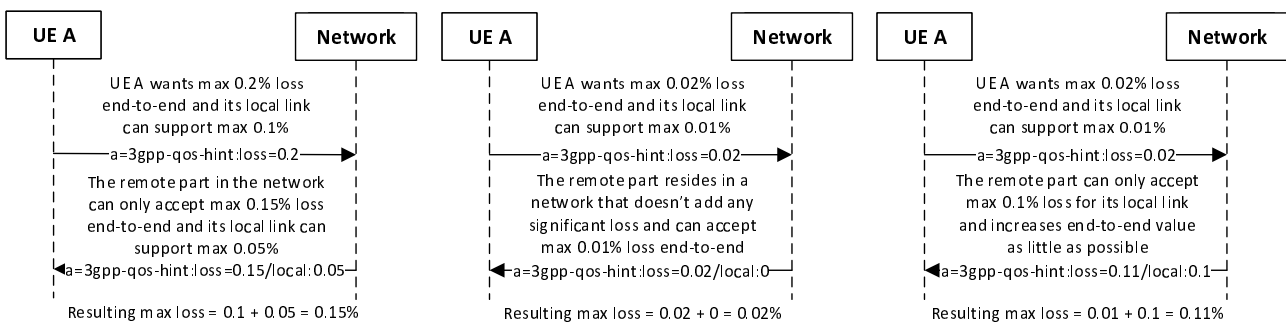 UE A
Network
UE A wants max 0.2% loss
end-to-end and its local link
can support max 0.1%
a=3gpp-qos-hint:loss=0.2
The remote part in the network
can only accept max 0.15% loss
end-to-end and its local link can
support max 0.05%
a=3gpp-qos-hint:loss=0.15/local:0.05
Resulting max loss = 0.1 + 0.05 = 0.15%
UE A
Network
UE A wants max 0.02% loss
end-to-end and its local link
can support max 0.01%
a=3gpp-qos-hint:loss=0.02
The remote part resides in a
network that doesn't add any
significant loss and can accept
max 0.01% loss end-to-end
a=3gpp-qos-hint:loss=0.02/local:0
Resulting max loss = 0.02 + 0 = 0.02%
UE A
Network
UE A wants max 0.02% loss
end-to-end and its local link
can support max 0.01%
a=3gpp-qos-hint:loss=0.02
The remote part can only accept
max 0.1% loss for its local link
and increases end-to-end value
as little as possible
a=3gpp-qos-hint:loss=0.11/local:0.1
Resulting max loss = 0.01 + 0.1 = 0.11%